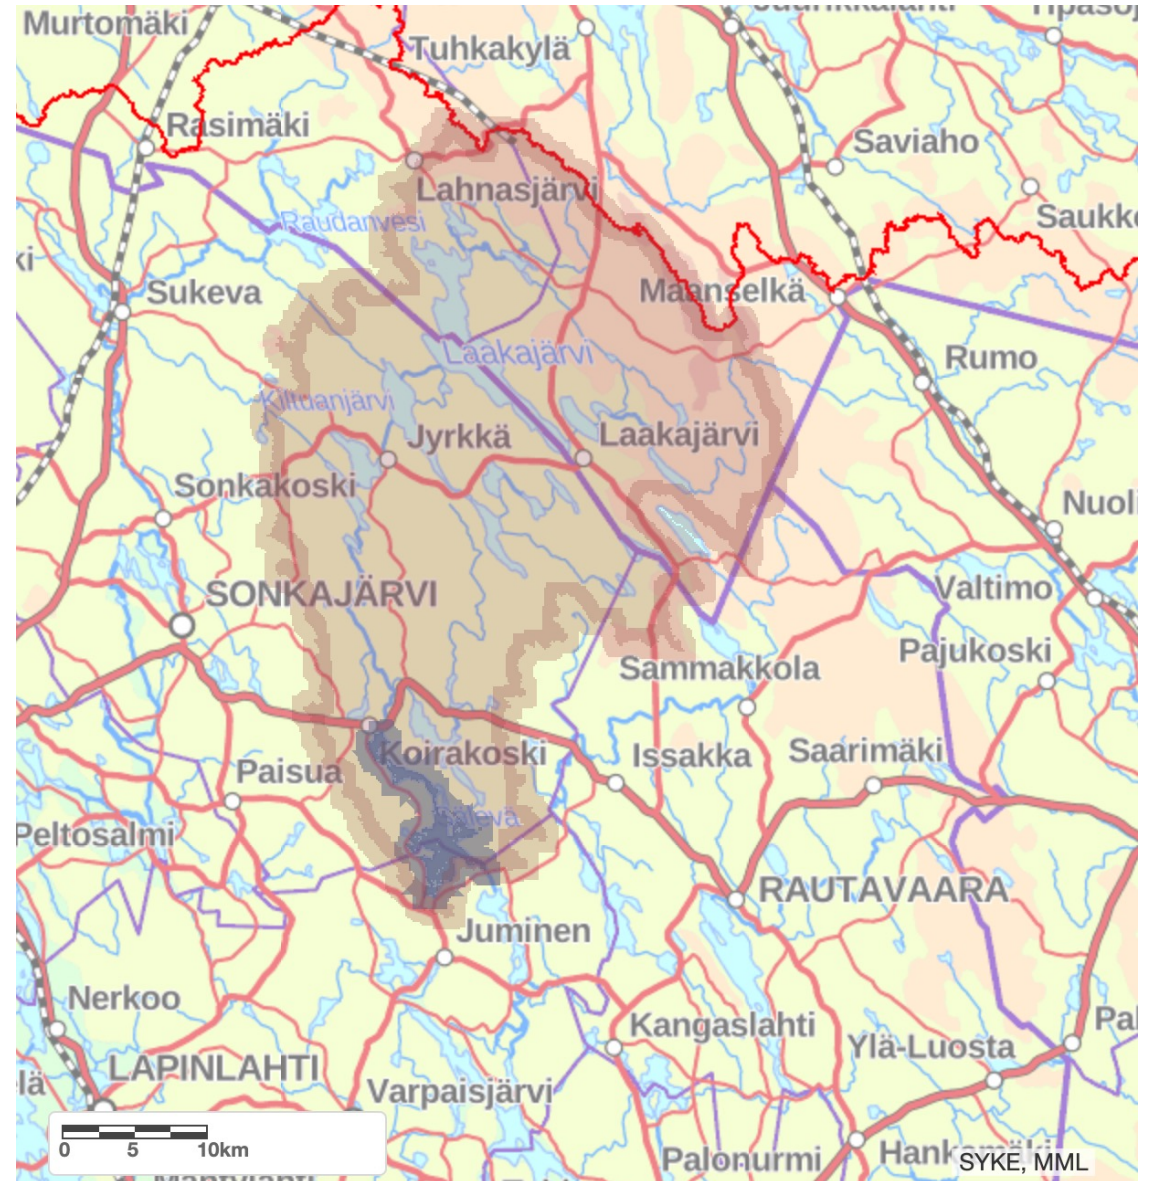 Murtomäki
Tuhkakylä
Rasimäki
Saviaho
Lahnasjärvi
Raudanvesi
Sukeva
Maanselkä
Laakajärvi
Rumo
Kiltuanjärvi
Jyrkkä
Laakajärvi
Sonkakoski
SONKAJÄRVI
Valtimo
Pajukoski
Sammakkola
Koirakoski
Issakka
Saarimäki
Paisua
Peltosalmi
RAUTAVAARA
Juminen
Nerkoo
Kangaslahti
Ylä-Luosta
LAPINLAHTI
Varpaisjärvi
0 5 10km
Palonurmi
SYKE, MML